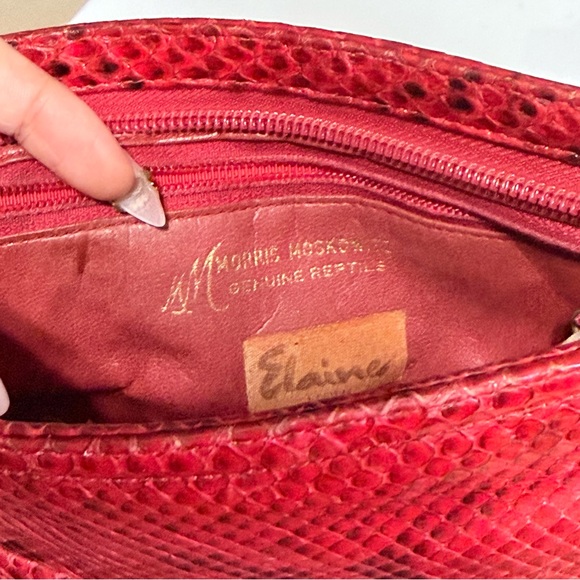 MM MORRIS MOSKOWITZ
GENUINE REPTILE
Elaine